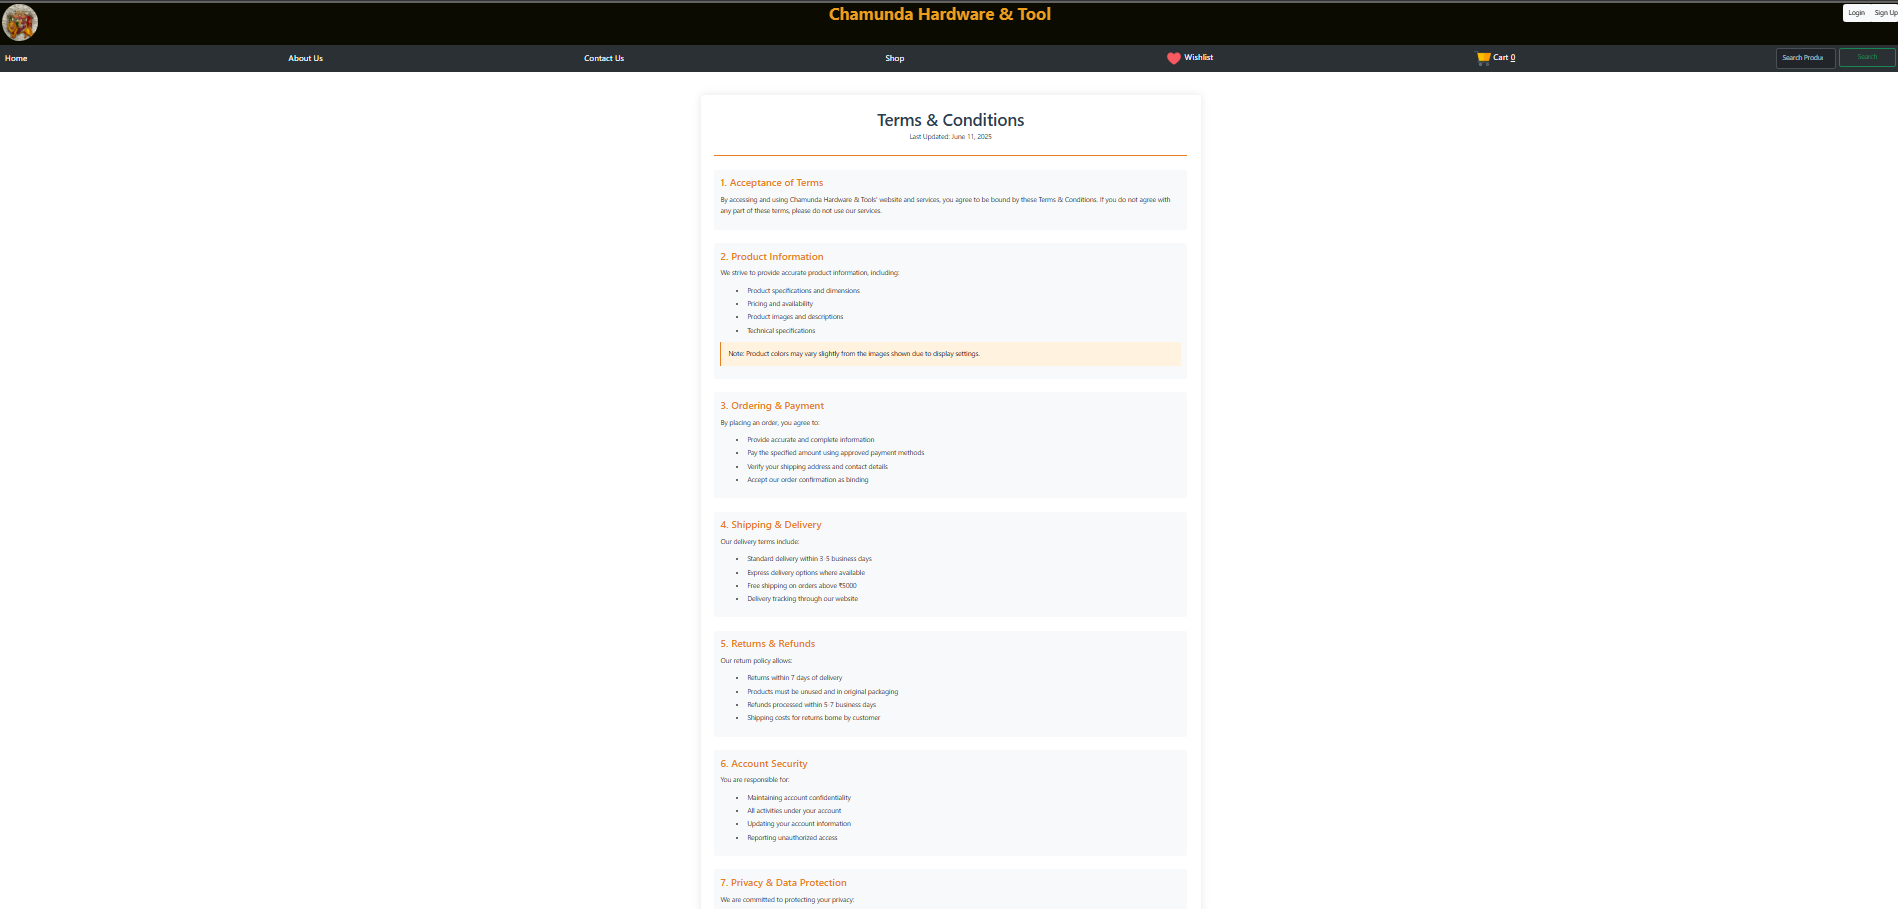 Chamunda Hardware & Tool
Login Sign Up
Home About Us Contact Us Shop Wishlist Cart 0 Search Produ Search
Terms & Conditions
Last Updated: June 11, 2025
1. Acceptance of Terms
By accessing and using Chamunda Hardware & Tools' website and services, you agree to be bound by these Terms & Conditions. If you do not agree with
any part of these terms, please do not use our services.
2. Product Information
We strive to provide accurate product information, including:
• Product specifications and dimensions
• Pricing and availability
• Product images and descriptions
• Technical specifications
Note: Product colors may vary slightly from the images shown due to display settings.
3. Ordering & Payment
By placing an order, you agree to:
• Provide accurate and complete information
• Pay the specified amount using approved payment methods
• Verify your shipping address and contact details
• Accept our order confirmation as binding
4. Shipping & Delivery
Our delivery terms include:
• Standard delivery within 3-5 business days
• Express delivery options where available
• Free shipping on orders above ₹5000
• Delivery tracking through our website
5. Returns & Refunds
Our return policy allows:
• Returns within 7 days of delivery
• Products must be unused and in original packaging
• Refunds processed within 5-7 business days
• Shipping costs for returns borne by customer
6. Account Security
You are responsible for:
• Maintaining account confidentiality
• All activities under your account
• Updating your account information
• Reporting unauthorized access
7. Privacy & Data Protection
We are committed to protecting your privacy: